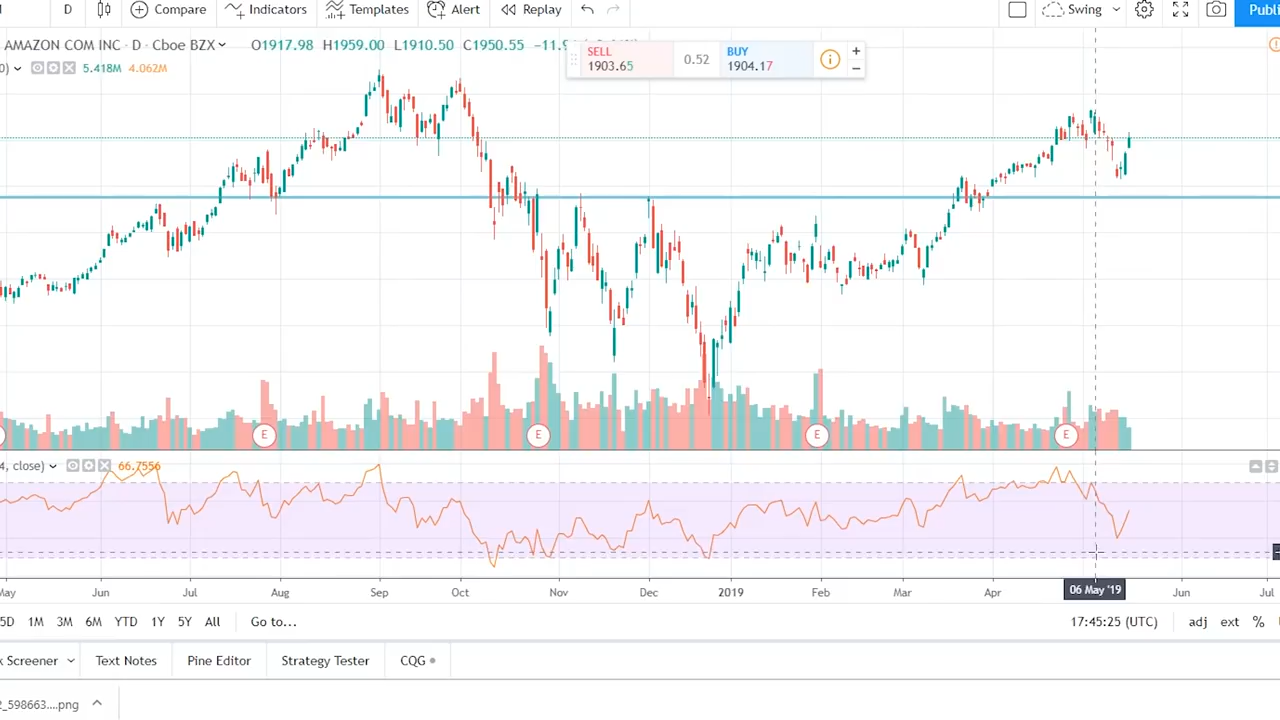 D Compare Indicators Templates Alert Replay Swing Publi
AMAZON COM INC · D · Cboe BZX O1917.98 H1959.00 L1910.50 C1950.55
SELL
1903.65
0.52
BUY
1904.17
0) 5.418M 4.062M
E E E E
4, close) 66.7556
May Jun Jul Aug Sep Oct Nov Dec 2019 Feb Mar Apr 06 May '19 Jun Jul
5D 1M 3M 6M YTD 1Y 5Y All Go to... 17:45:25 (UTC) adj ext %
k Screener Text Notes Pine Editor Strategy Tester CQG
2_598663....png